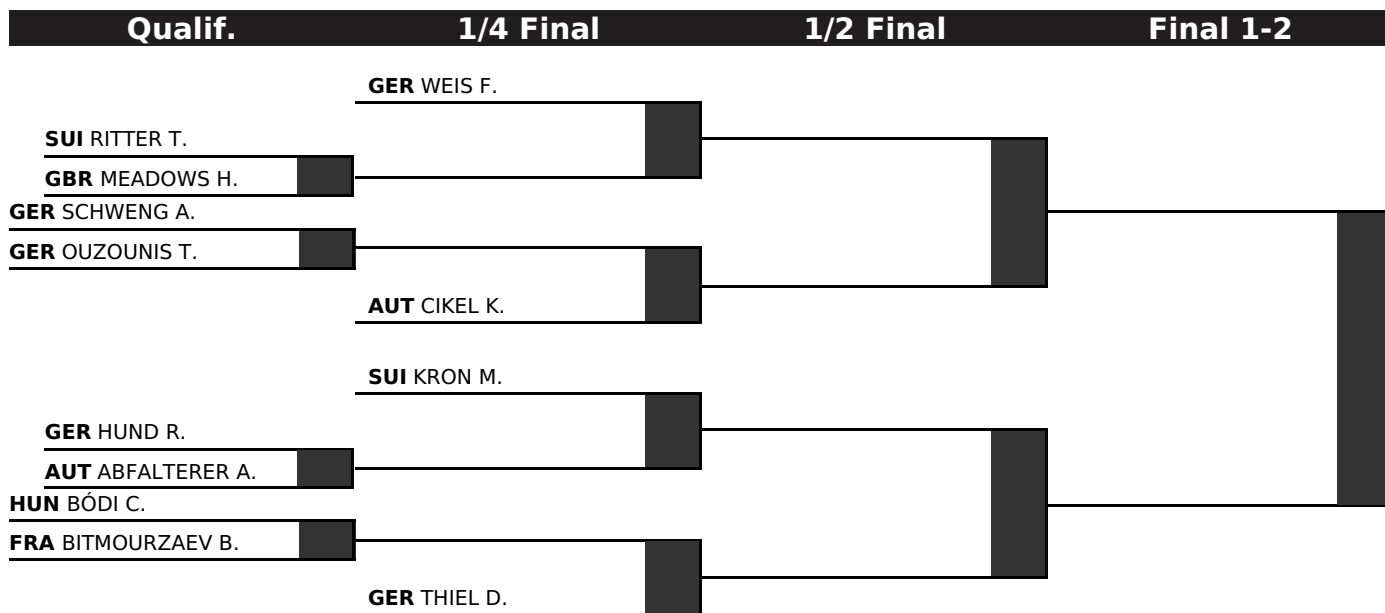 Qualif. 1/4 Final 1/2 Final Final 1-2
GER WEIS F.
SUI RITTER T.
GBR MEADOWS H.
GER SCHWENG A.
GER OUZOUNIS T.
AUT CIKEL K.
SUI KRON M.
GER HUND R.
AUT ABFALTERER A.
HUN BÓDI C.
FRA BITMOURZAEV B.
GER THIEL D.